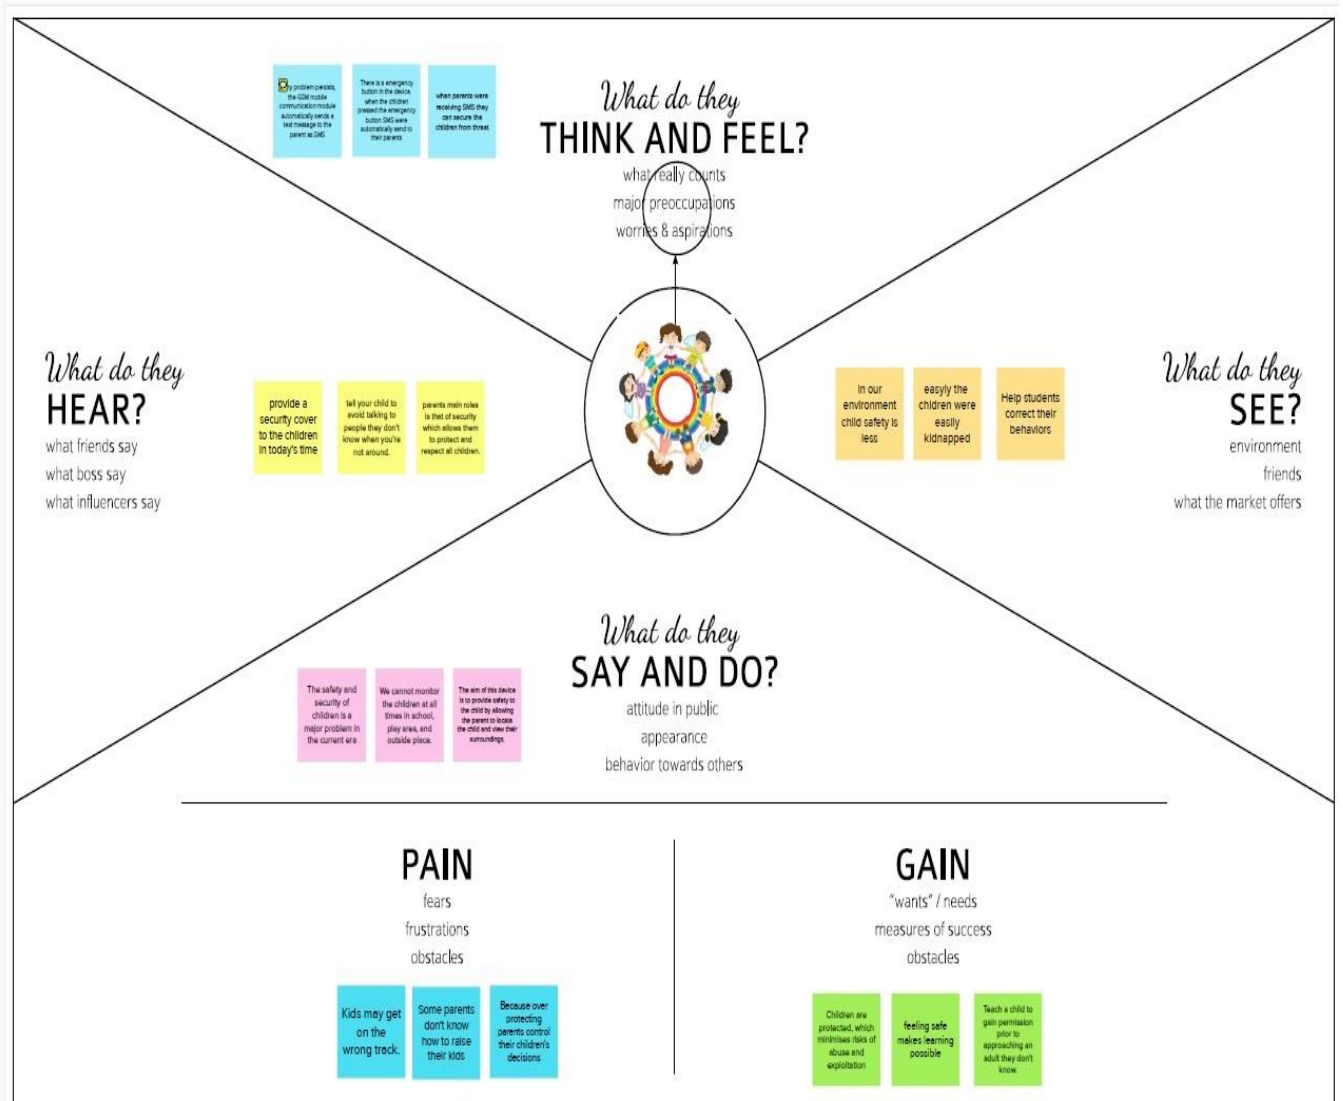 y problem persists,
the GSM mobile
communication module
automatically sends a
text message to the
parent as SMS
There is a emergency
button in the device,
when the children
pressed the emergency
button SMS were
automatically send to
their parents
when parents were
receiving SMS they
can secure the
children from threat
What do they
THINK AND FEEL?
what really counts
major preoccupations
worries & aspirations
What do they
HEAR?
what friends say
what boss say
what influencers say
provide a
security cover
to the children
in today's time
tell your child to
avoid talking to
people they don't
know when you're
not around.
parents main roles
is that of security
which allows them
to protect and
respect all children.
In our
environment
child safety is
less
easyly the
children were
easily
kidnapped
Help students
correct their
behaviors
What do they
SEE?
environment
friends
what the market offers
What do they
SAY AND DO?
attitude in public
appearance
behavior towards others
The safety and
security of
children is a
major problem in
the current era
We cannot monitor
the children at all
times in school,
play area, and
outside place.
The aim of this device
is to provide safety to
the child by allowing
the parent to locate
the child and view their
surroundings.
PAIN
fears
frustrations
obstacles
Kids may get
on the
wrong track.
Some parents
don't know
how to raise
their kids
Because over
protecting
parents control
their children's
decisions
GAIN
"wants" / needs
measures of success
obstacles
Children are
protected, which
minimises risks of
abuse and
exploitation
feeling safe
makes learning
possible
Teach a child to
gain permission
prior to
approaching an
adult they don't
know.